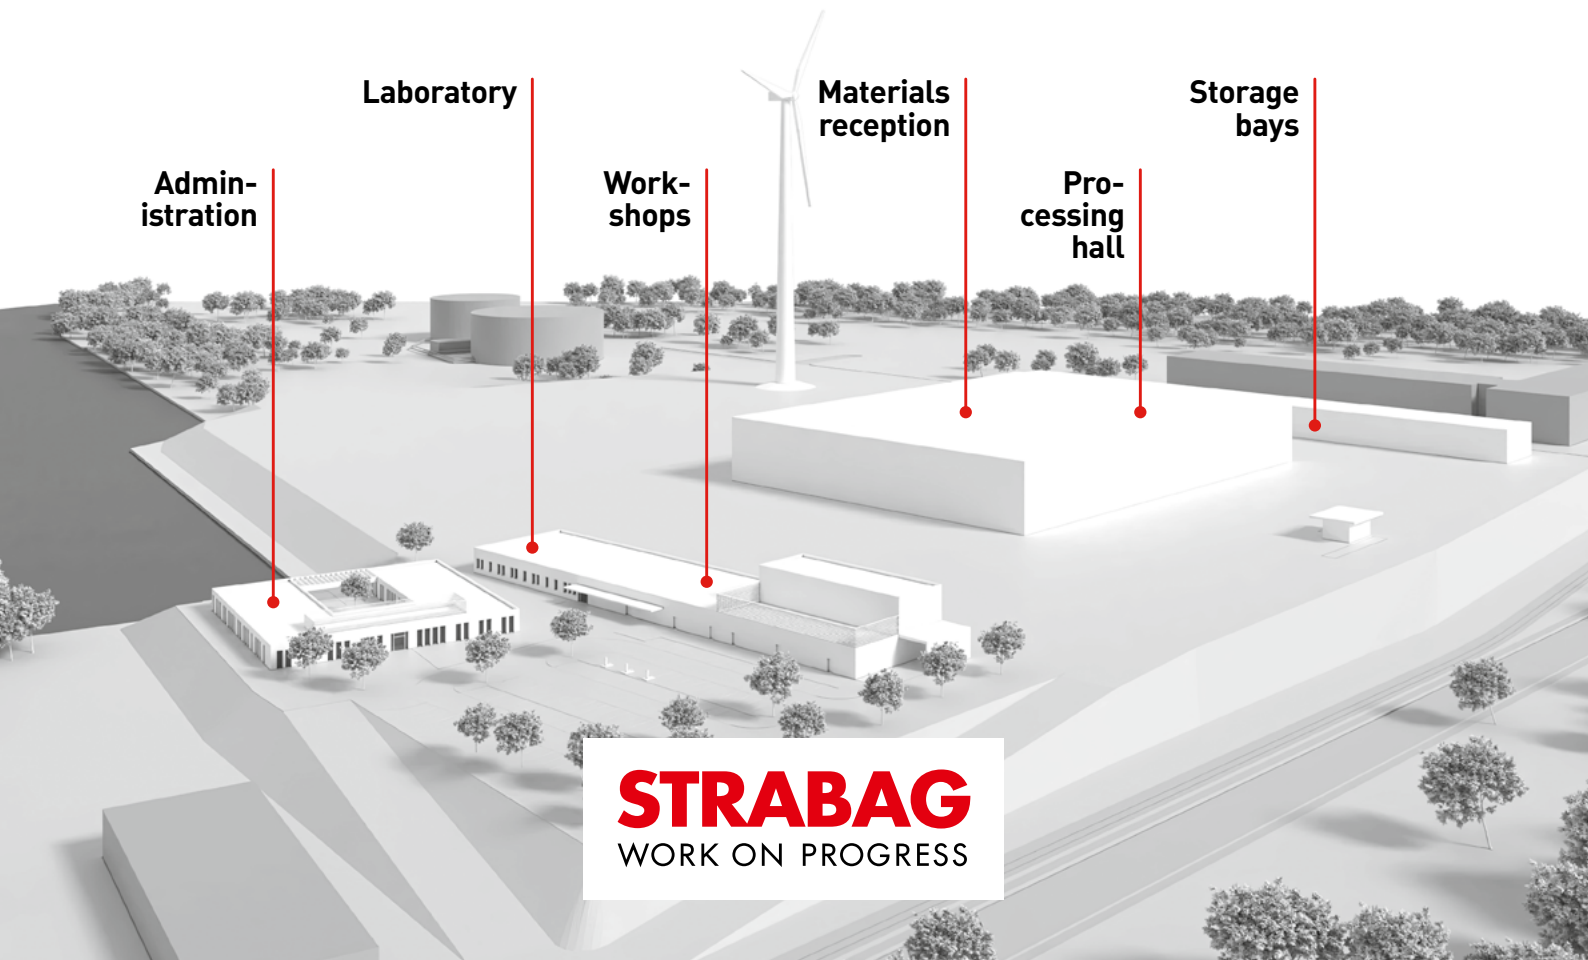 Laboratory
Materials
reception
Storage
bays
Admin-
istration
Work-
shops
Pro-
cessing
hall
STRABAG
WORK ON PROGRESS